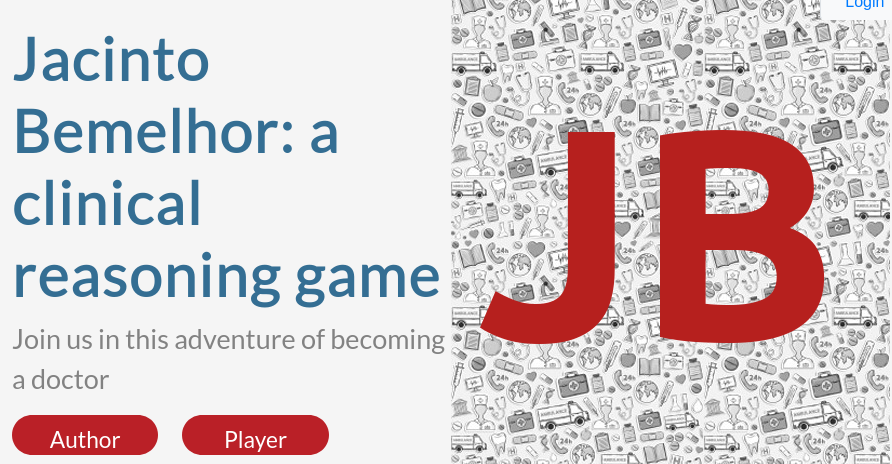 Login
Jacinto
Bemelhor: a
clinical
reasoning game
Join us in this adventure of becoming
a doctor
Author
Player
JB